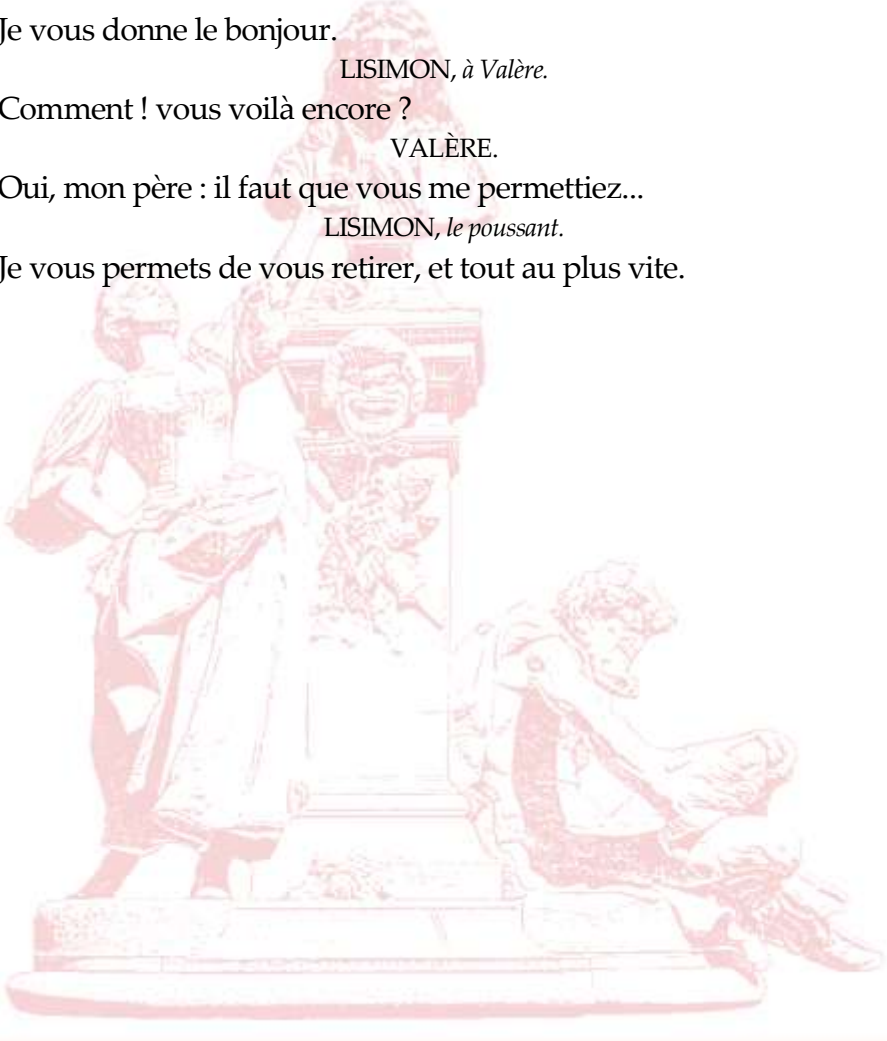 Je vous donne le bonjour.
LISIMON, à Valère.
Comment ! vous voilà encore ?
VALÈRE.
Oui, mon père : il faut que vous me permettiez...
LISIMON, le poussant.
Je vous permets de vous retirer, et tout au plus vite.